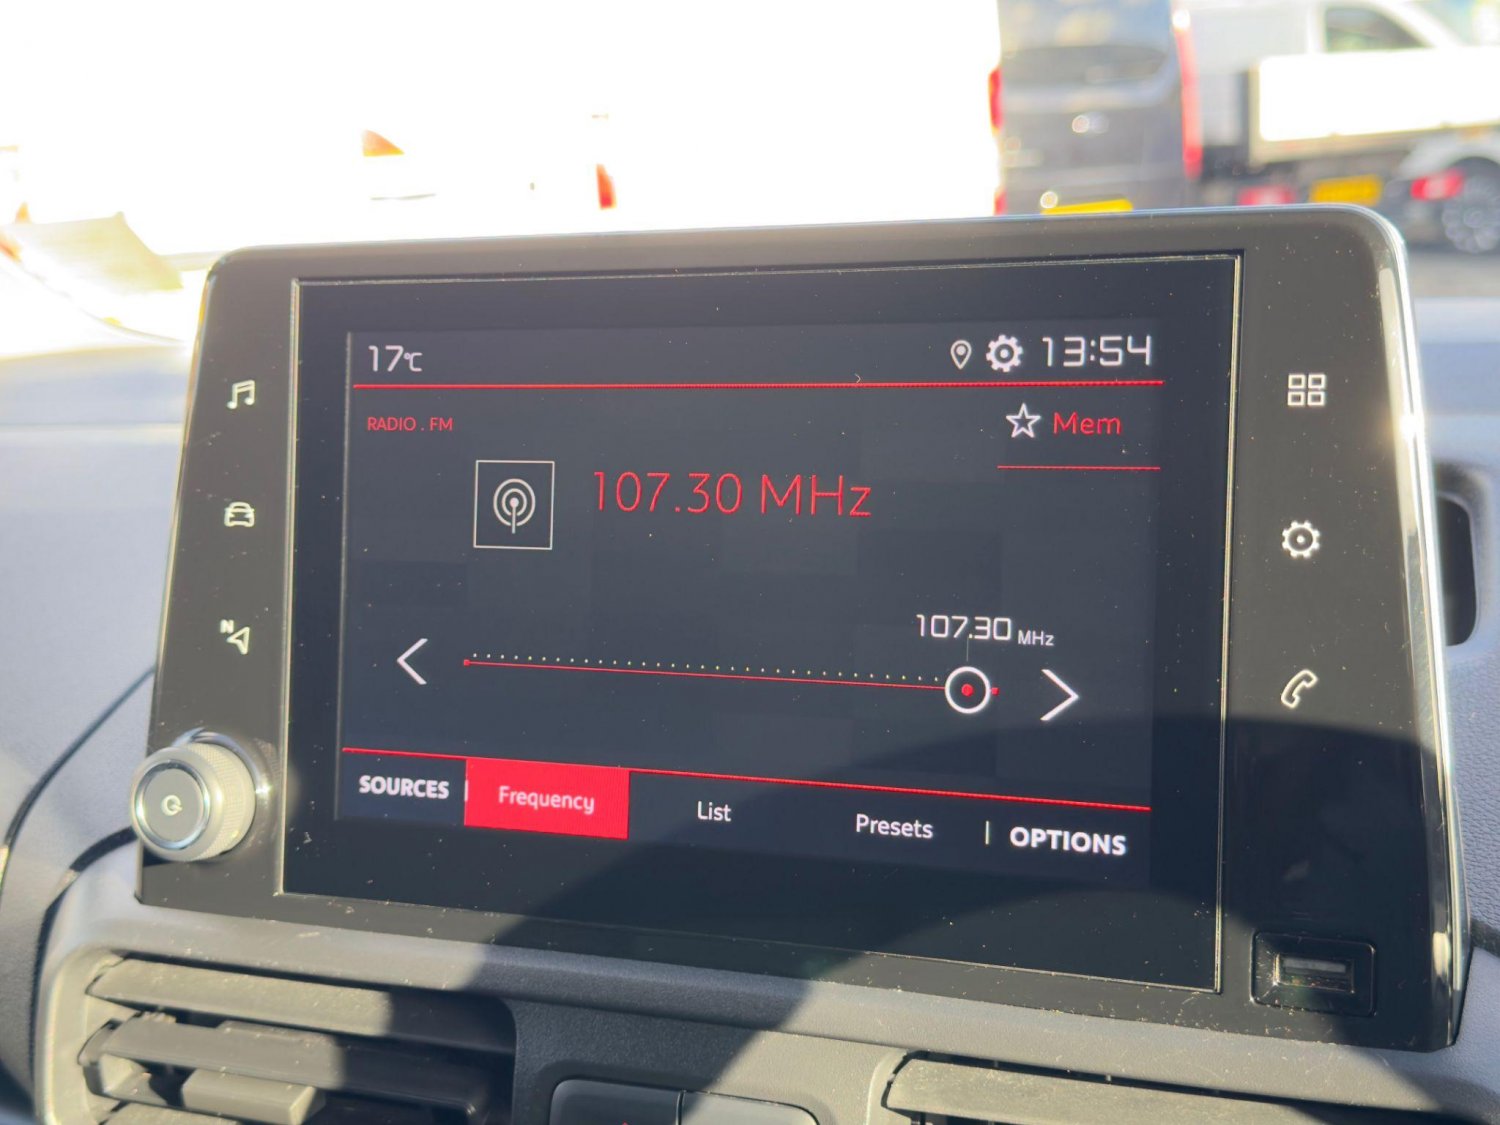 17°C 13:54
RADIO . FM
Mem
107.30 MHz
107.30 MHz
SOURCES Frequency List Presets OPTIONS
N